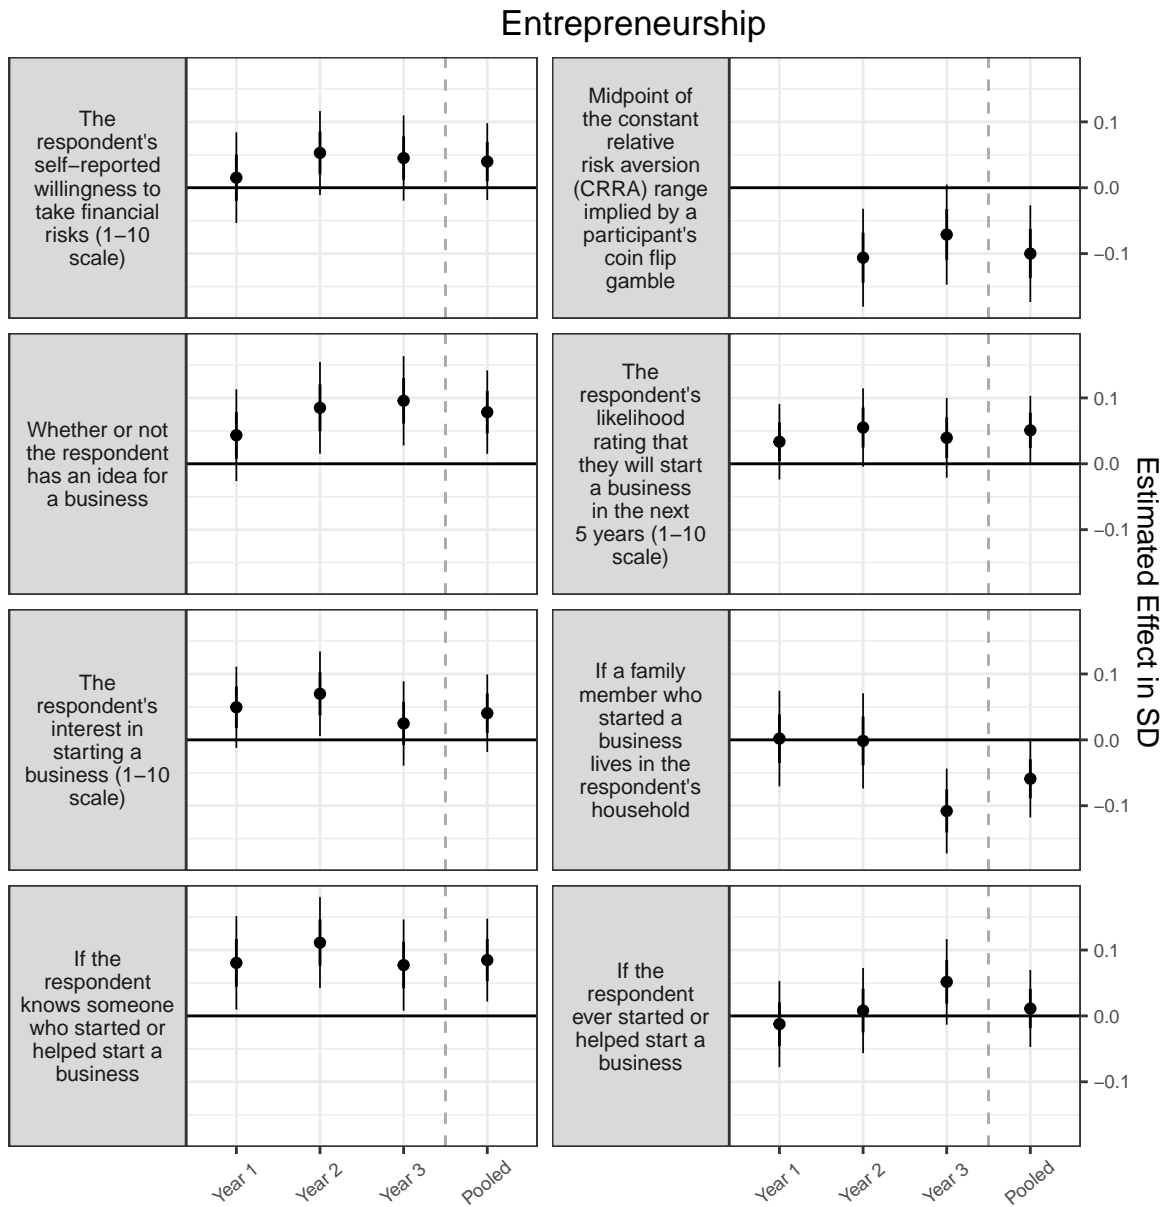 Entrepreneurship
The
respondent's
self−reported
willingness to
take financial
risks (1−10
scale)
Midpoint of
the constant
relative
risk aversion
(CRRA) range
implied by a
participant's
coin flip
gamble
0.1
0.0
−0.1
Whether or not
the respondent
has an idea for
a business
The
respondent's
likelihood
rating that
they will start
a business
in the next
5 years (1−10
scale)
0.1
0.0
−0.1
The
respondent's
interest in
starting a
business (1−10
scale)
If a family
member who
started a
business
lives in the
respondent's
household
0.1
0.0
−0.1
If the
respondent
knows someone
who started or
helped start a
business
If the
respondent
ever started or
helped start a
business
0.1
0.0
−0.1
Estimated Effect in SD
Year 1
Year 2
Year 3
Pooled
Year 1
Year 2
Year 3
Pooled